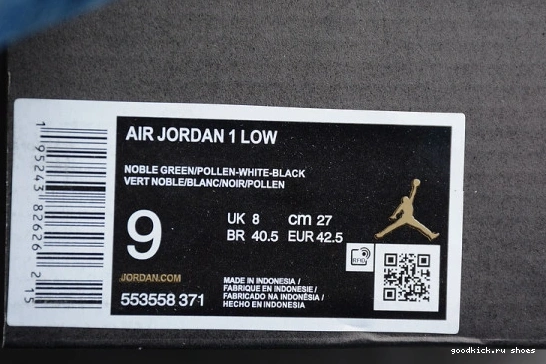 AIR JORDAN 1 LOW
NOBLE GREEN/POLLEN-WHITE-BLACK
VERT NOBLE/BLANC/NOIR/POLLEN
9
UK 8 cm 27
BR 40.5 EUR 42.5
RFID
JORDAN.COM
553558 371
MADE IN INDONESIA /
FABRIQUE EN INDONESIE /
FABRICADO NA INDONÉSIA /
HECHO EN INDONESIA
1 95243 82626 2 15
goodkick.ru shoes